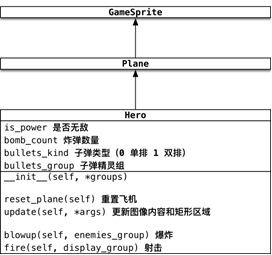 GameSprite
Plane
Hero
is_power 是否无敌
bomb_count 炸弹数量
bullets_kind 子弹类型（0 单排 1 双排）
bullets_group 子弹精灵组
__init__(self, *groups)
reset_plane(self) 重置飞机
update(self, *args) 更新图像内容和矩形区域
blowup(self, enemies_group) 爆炸
fire(self, display_group) 射击